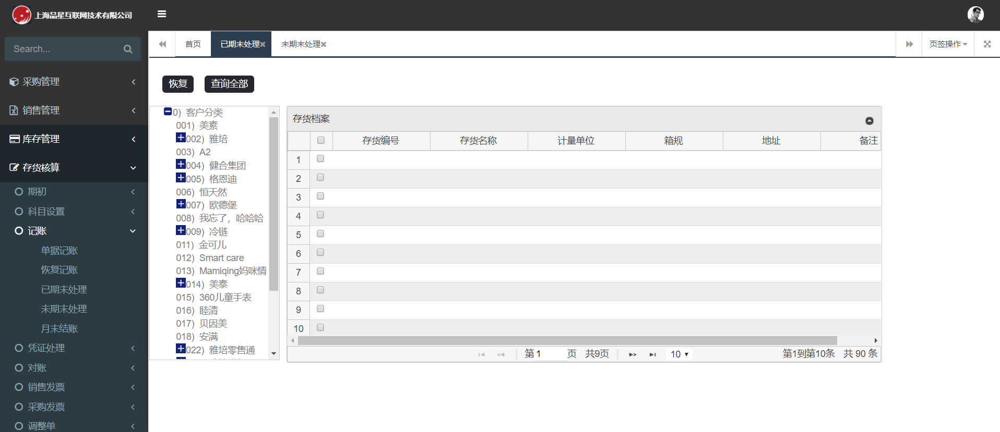 上海品星互联网技术有限公司
Search...
采购管理
销售管理
库存管理
存货核算
期初
科目设置
记账
单据记账
恢复记账
已期末处理
未期末处理
月末结账
凭证处理
对账
销售发票
采购发票
调整单
首页
已期末处理
未期末处理
页签操作
恢复
查询全部
0) 客户分类
001) 美素
002) 雅培
003) A2
004) 健合集团
005) 格恩迪
006) 恒天然
007) 欧德堡
008) 我忘了，哈哈哈
009) 冷链
011) 金可儿
012) Smart care
013) Mamiqing妈咪情
014) 美泰
015) 360儿童手表
016) 睦清
017) 贝因美
018) 安满
022) 雅培零售通
存货档案
存货编号 存货名称 计量单位 箱规 地址 备注
1
2
3
4
5
6
7
8
9
10
第 1 页 共9页 10 第1到第10条 共 90 条